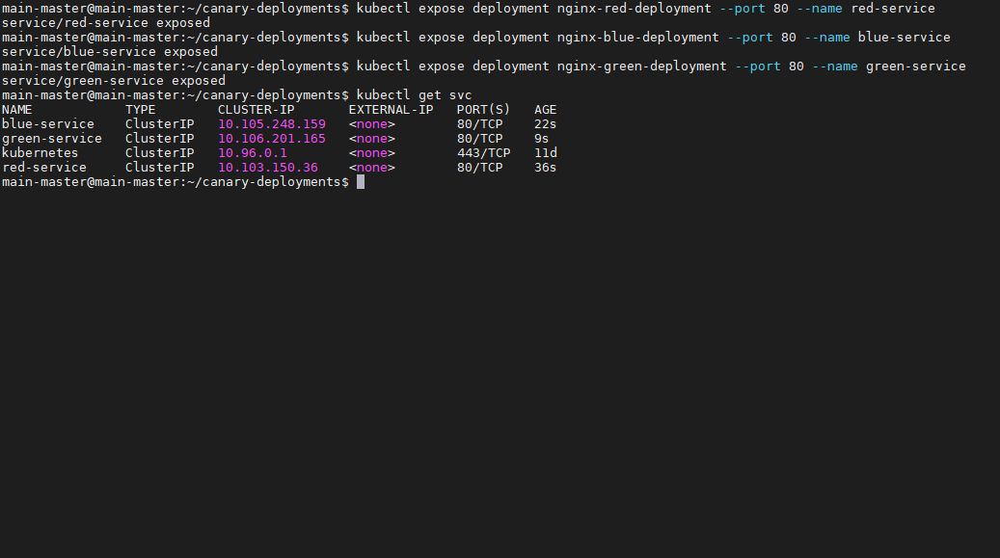 main-master@main-master:~/canary-deployments$ kubectl expose deployment nginx-red-deployment --port 80 --name red-service
service/red-service exposed
main-master@main-master:~/canary-deployments$ kubectl expose deployment nginx-blue-deployment --port 80 --name blue-service
service/blue-service exposed
main-master@main-master:~/canary-deployments$ kubectl expose deployment nginx-green-deployment --port 80 --name green-service
service/green-service exposed
main-master@main-master:~/canary-deployments$ kubectl get svc
NAME            TYPE        CLUSTER-IP       EXTERNAL-IP   PORT(S)   AGE
blue-service    ClusterIP   10.105.248.159   <none>        80/TCP    22s
green-service   ClusterIP   10.106.201.165   <none>        80/TCP    9s
kubernetes      ClusterIP   10.96.0.1        <none>        443/TCP   11d
red-service     ClusterIP   10.103.150.36    <none>        80/TCP    36s
main-master@main-master:~/canary-deployments$